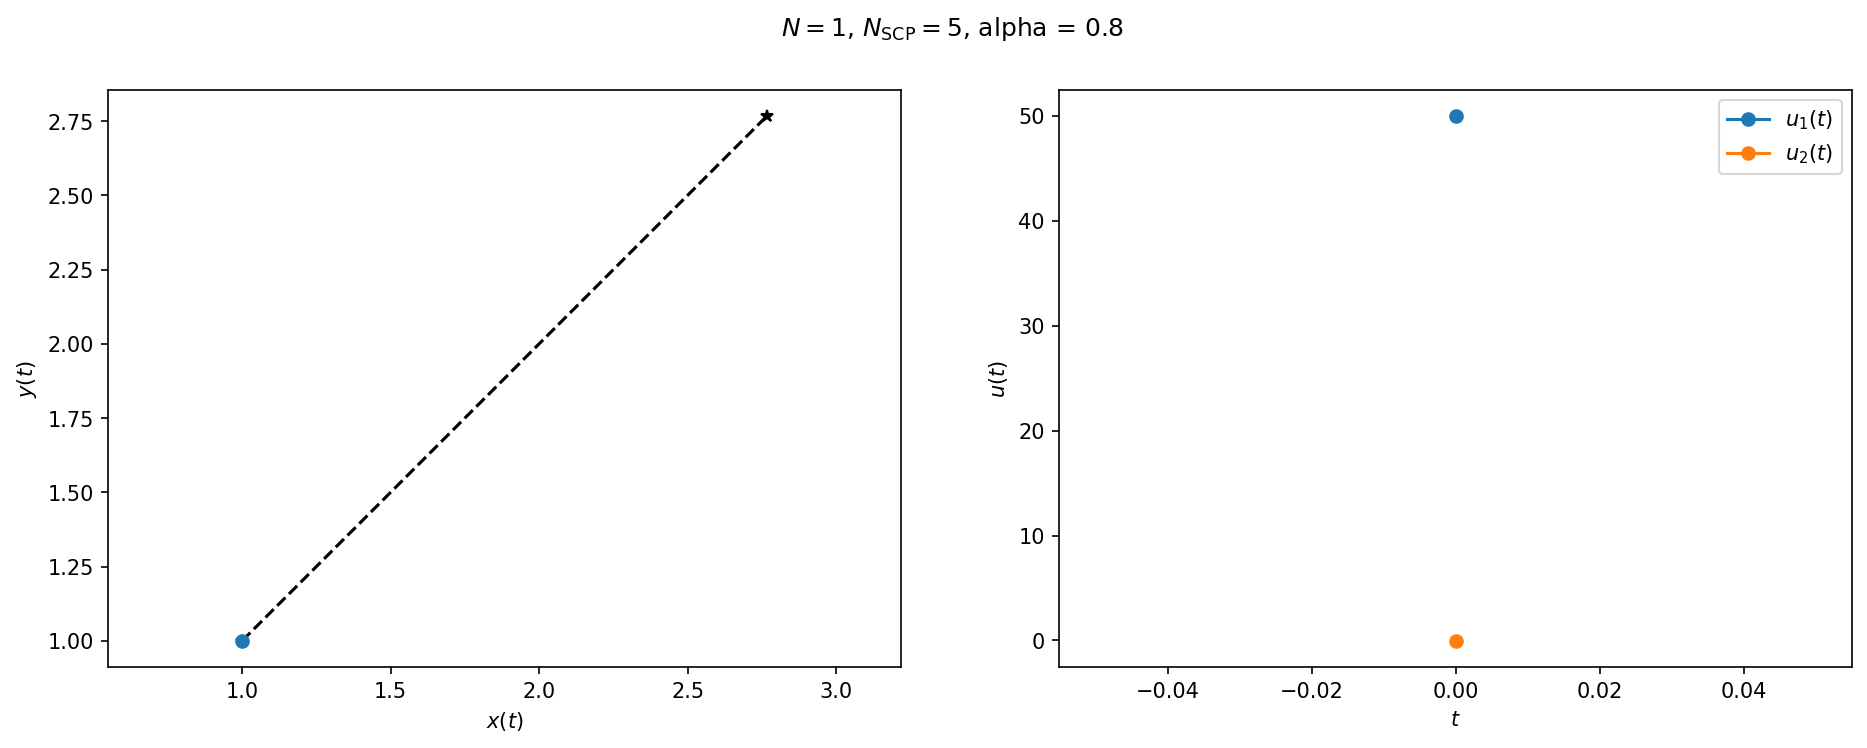 N = 1, N_SCP = 5, alpha = 0.8
2.75
2.50
2.25
2.00
1.75
1.50
1.25
1.00
y(t)
1.0 1.5 2.0 2.5 3.0
x(t)
50
40
30
20
10
0
u(t)
u₁(t)
u₂(t)
−0.04 −0.02 0.00 0.02 0.04
t